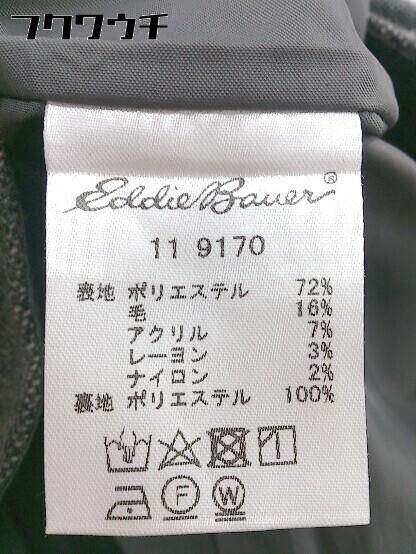 フクウウチ
Eddie Bauer®
11 9170
表地 ポリエステル 72%
毛 16%
アクリル 7%
レーヨン 3%
ナイロン 2%
裏地 ポリエステル 100%
F W